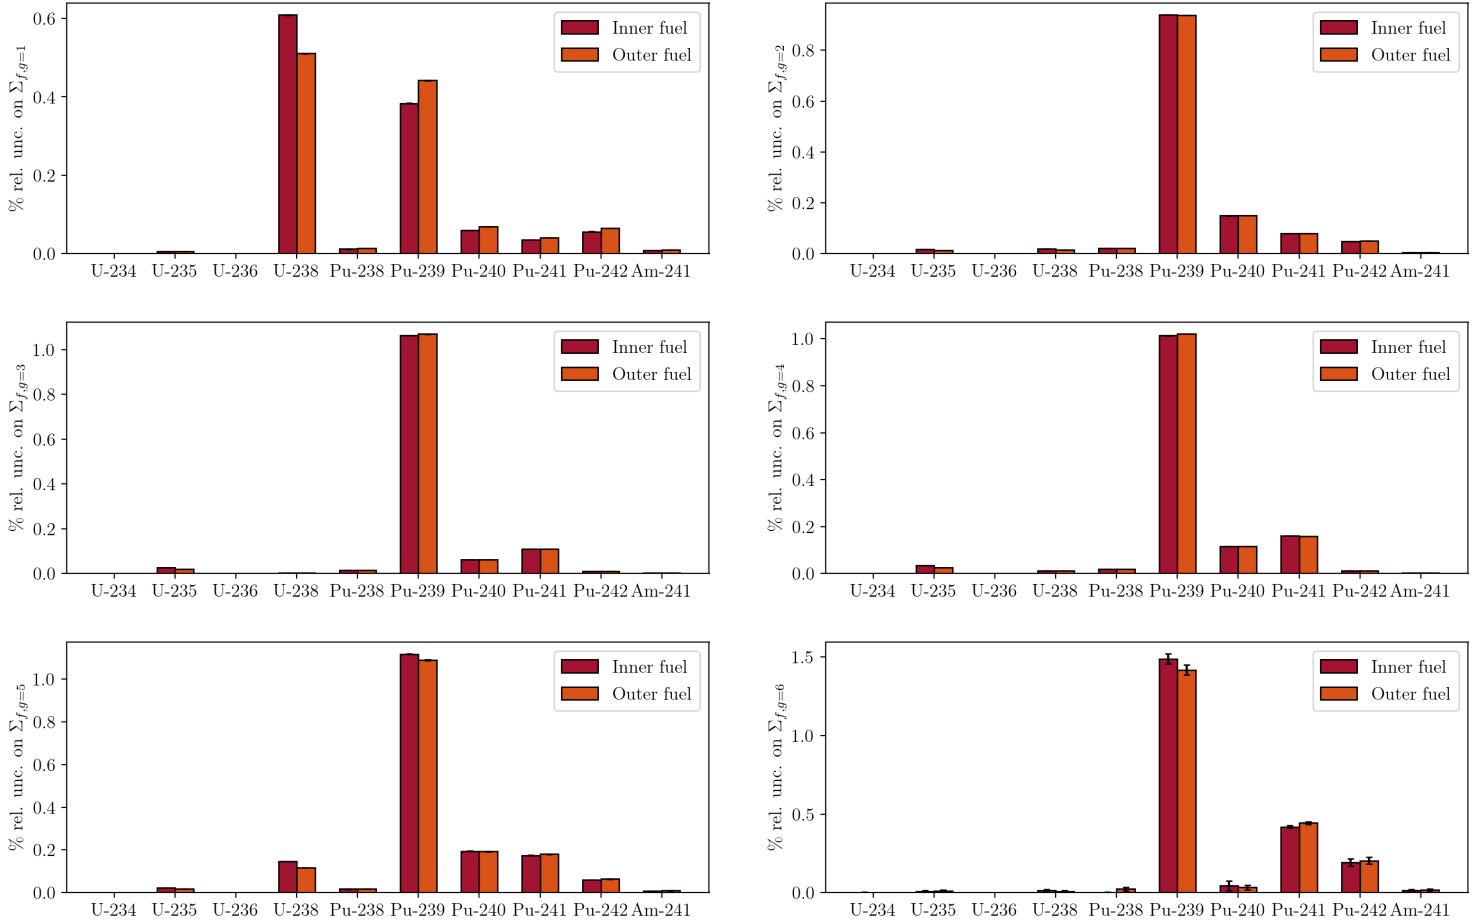 % rel. unc. on Σ_{f,g=1}
0.6
0.4
0.2
0.0
Inner fuel
Outer fuel
U-234 U-235 U-236 U-238 Pu-238 Pu-239 Pu-240 Pu-241 Pu-242 Am-241
% rel. unc. on Σ_{f,g=2}
0.8
0.6
0.4
0.2
0.0
Inner fuel
Outer fuel
U-234 U-235 U-236 U-238 Pu-238 Pu-239 Pu-240 Pu-241 Pu-242 Am-241
% rel. unc. on Σ_{f,g=3}
1.0
0.8
0.6
0.4
0.2
0.0
Inner fuel
Outer fuel
U-234 U-235 U-236 U-238 Pu-238 Pu-239 Pu-240 Pu-241 Pu-242 Am-241
% rel. unc. on Σ_{f,g=4}
1.0
0.8
0.6
0.4
0.2
0.0
Inner fuel
Outer fuel
U-234 U-235 U-236 U-238 Pu-238 Pu-239 Pu-240 Pu-241 Pu-242 Am-241
% rel. unc. on Σ_{f,g=5}
1.0
0.8
0.6
0.4
0.2
0.0
Inner fuel
Outer fuel
U-234 U-235 U-236 U-238 Pu-238 Pu-239 Pu-240 Pu-241 Pu-242 Am-241
% rel. unc. on Σ_{f,g=6}
1.5
1.0
0.5
0.0
Inner fuel
Outer fuel
U-234 U-235 U-236 U-238 Pu-238 Pu-239 Pu-240 Pu-241 Pu-242 Am-241